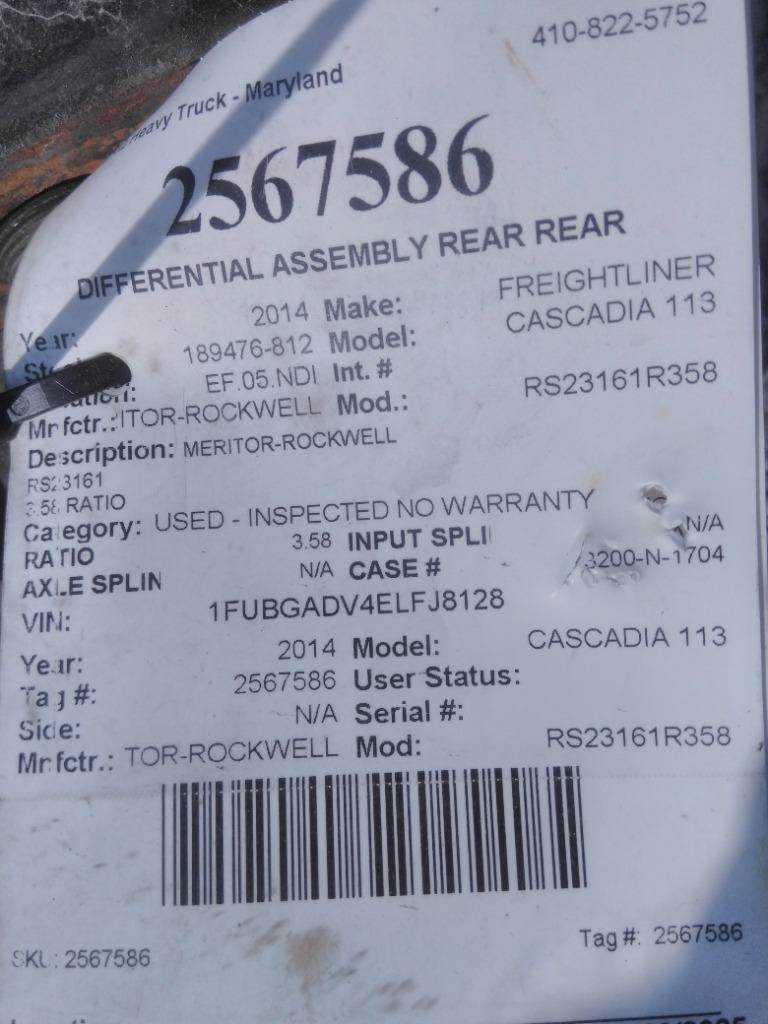 410-822-5752
Heavy Truck - Maryland
2567586
DIFFERENTIAL ASSEMBLY REAR REAR
Year: 2014 Make: FREIGHTLINER
189476-812 Model: CASCADIA 113
EF.05.NDI Int. #
Mnfctr.: ITOR-ROCKWELL Mod.: RS23161R358
Description: MERITOR-ROCKWELL
RS23161
3.58 RATIO
Category: USED - INSPECTED NO WARRANTY
RATIO 3.58 INPUT SPLI N/A
AXLE SPLIN N/A CASE # 3200-N-1704
VIN: 1FUBGADV4ELFJ8128
Year: 2014 Model: CASCADIA 113
Tag #: 2567586 User Status:
Side: N/A Serial #:
Mnfctr.: TOR-ROCKWELL Mod: RS23161R358
SKU: 2567586 Tag #: 2567586